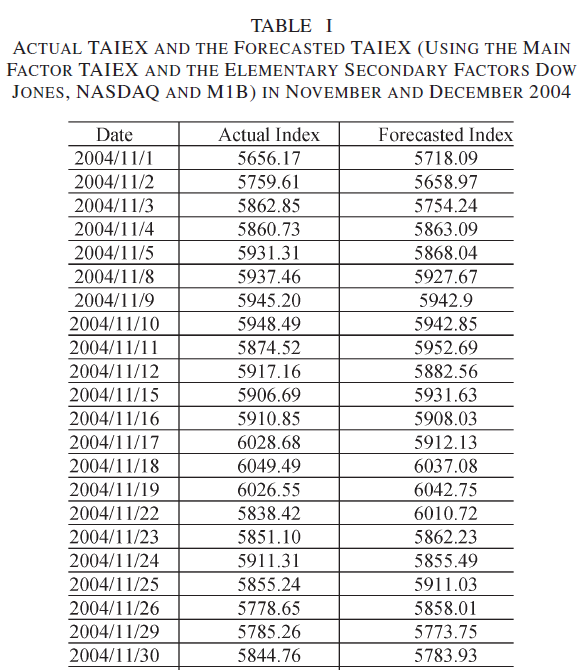 TABLE I
ACTUAL TAIEX AND THE FORECASTED TAIEX (USING THE MAIN
FACTOR TAIEX AND THE ELEMENTARY SECONDARY FACTORS DOW
JONES, NASDAQ AND M1B) IN NOVEMBER AND DECEMBER 2004
Date Actual Index Forecasted Index
2004/11/1 5656.17 5718.09
2004/11/2 5759.61 5658.97
2004/11/3 5862.85 5754.24
2004/11/4 5860.73 5863.09
2004/11/5 5931.31 5868.04
2004/11/8 5937.46 5927.67
2004/11/9 5945.20 5942.9
2004/11/10 5948.49 5942.85
2004/11/11 5874.52 5952.69
2004/11/12 5917.16 5882.56
2004/11/15 5906.69 5931.63
2004/11/16 5910.85 5908.03
2004/11/17 6028.68 5912.13
2004/11/18 6049.49 6037.08
2004/11/19 6026.55 6042.75
2004/11/22 5838.42 6010.72
2004/11/23 5851.10 5862.23
2004/11/24 5911.31 5855.49
2004/11/25 5855.24 5911.03
2004/11/26 5778.65 5858.01
2004/11/29 5785.26 5773.75
2004/11/30 5844.76 5783.93